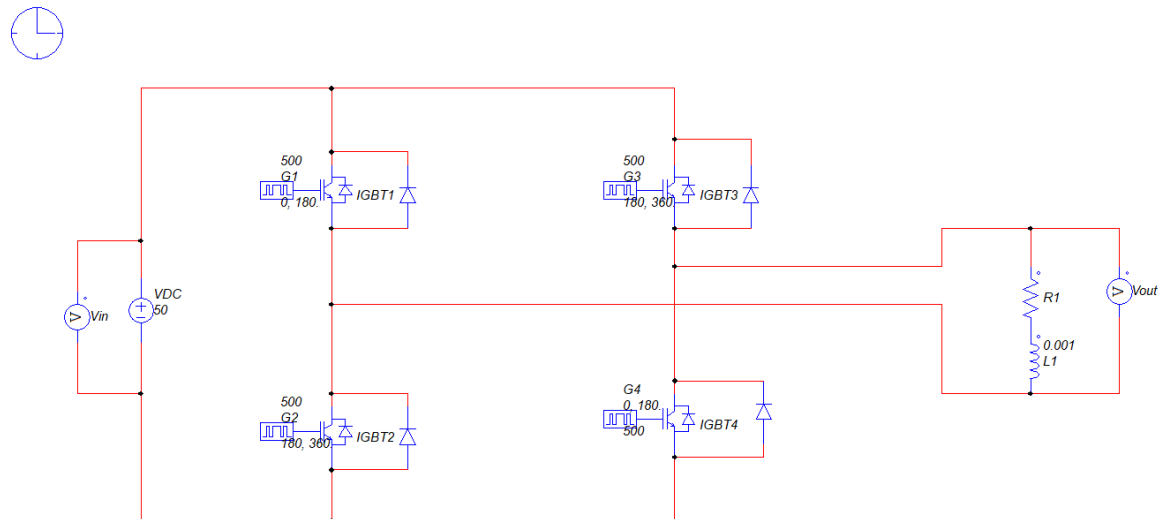 500
G1
0, 180.
IGBT1
500
G3
180, 360.
IGBT3
VDC
50
Vin
V
R1
0.001
L1
V
Vout
500
G2
180, 360.
IGBT2
G4
0, 180.
500
IGBT4